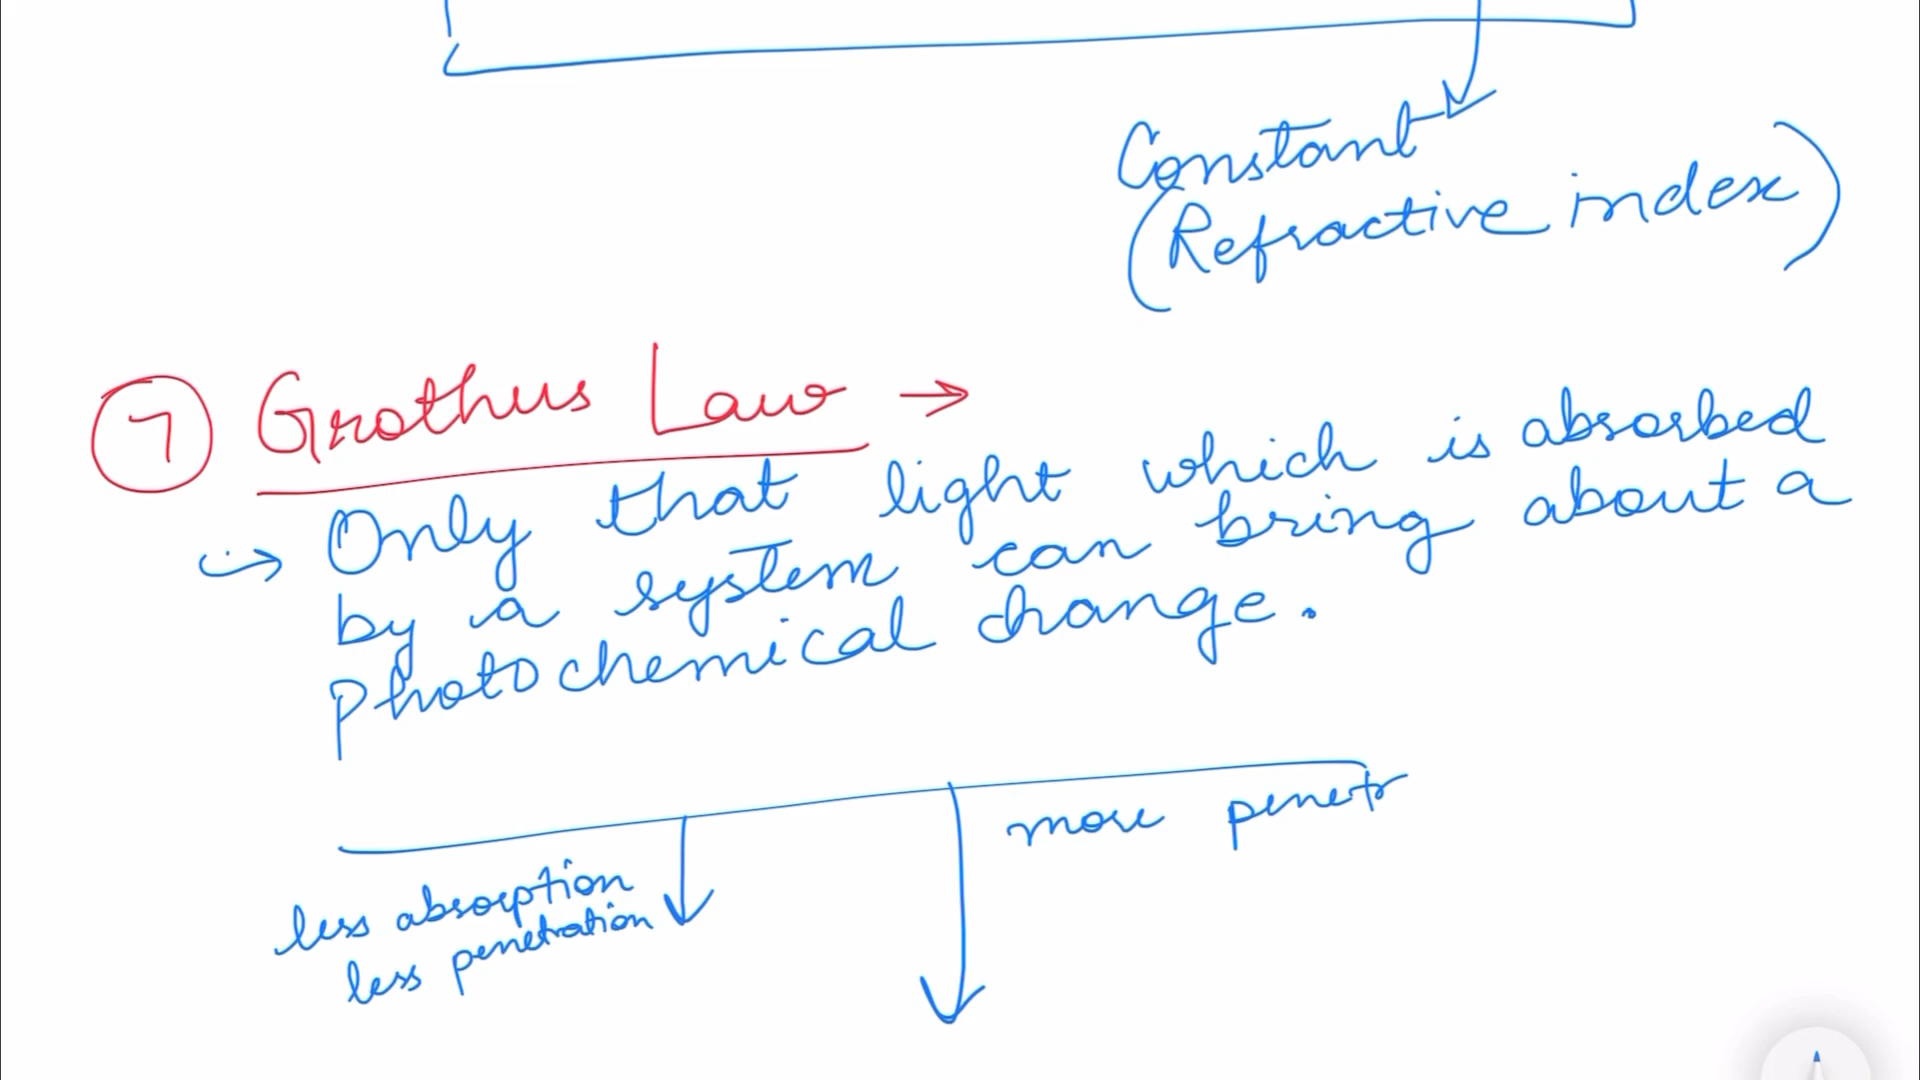 Constant
(Refractive index)
7 Grothus Law →
→ Only that light which is absorbed
by a system can bring about a
photochemical change.
more penetr
less absorption
less penetration